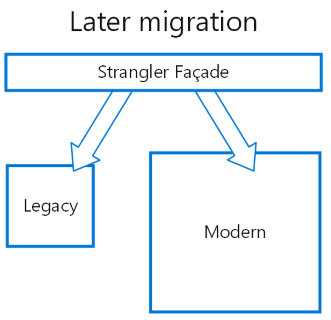 Later migration
Strangler Façade
Legacy
Modern